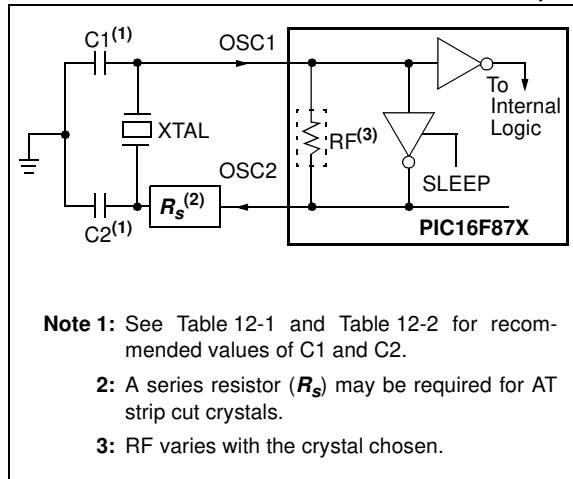 C1(1)
OSC1
To
Internal
Logic
XTAL
RF(3)
OSC2
SLEEP
Rs(2)
C2(1)
PIC16F87X
Note 1: See Table 12-1 and Table 12-2 for recom-
mended values of C1 and C2.
2: A series resistor (Rs) may be required for AT
strip cut crystals.
3: RF varies with the crystal chosen.